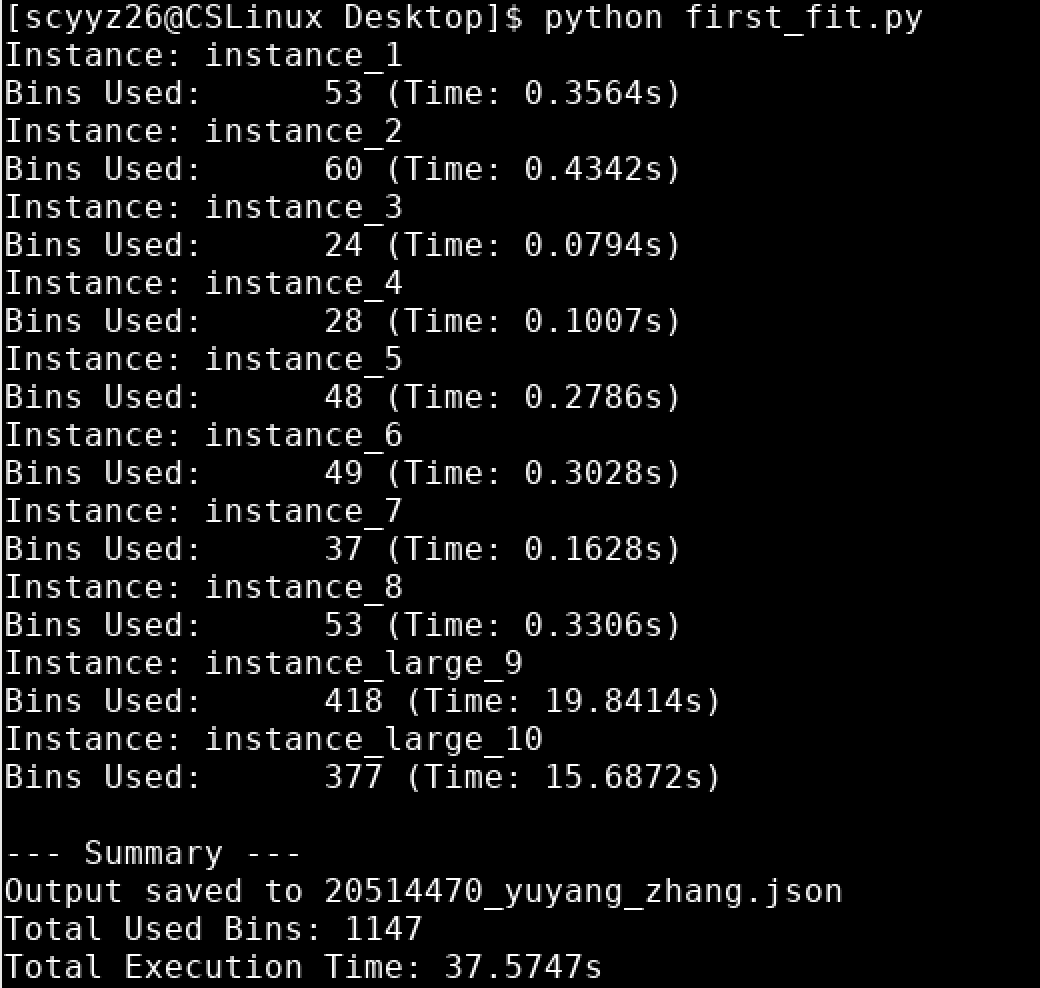 [scyyz26@CSLinux Desktop]$ python first_fit.py
Instance: instance_1
Bins Used:      53 (Time: 0.3564s)
Instance: instance_2
Bins Used:      60 (Time: 0.4342s)
Instance: instance_3
Bins Used:      24 (Time: 0.0794s)
Instance: instance_4
Bins Used:      28 (Time: 0.1007s)
Instance: instance_5
Bins Used:      48 (Time: 0.2786s)
Instance: instance_6
Bins Used:      49 (Time: 0.3028s)
Instance: instance_7
Bins Used:      37 (Time: 0.1628s)
Instance: instance_8
Bins Used:      53 (Time: 0.3306s)
Instance: instance_large_9
Bins Used:      418 (Time: 19.8414s)
Instance: instance_large_10
Bins Used:      377 (Time: 15.6872s)

--- Summary ---
Output saved to 20514470_yuyang_zhang.json
Total Used Bins: 1147
Total Execution Time: 37.5747s